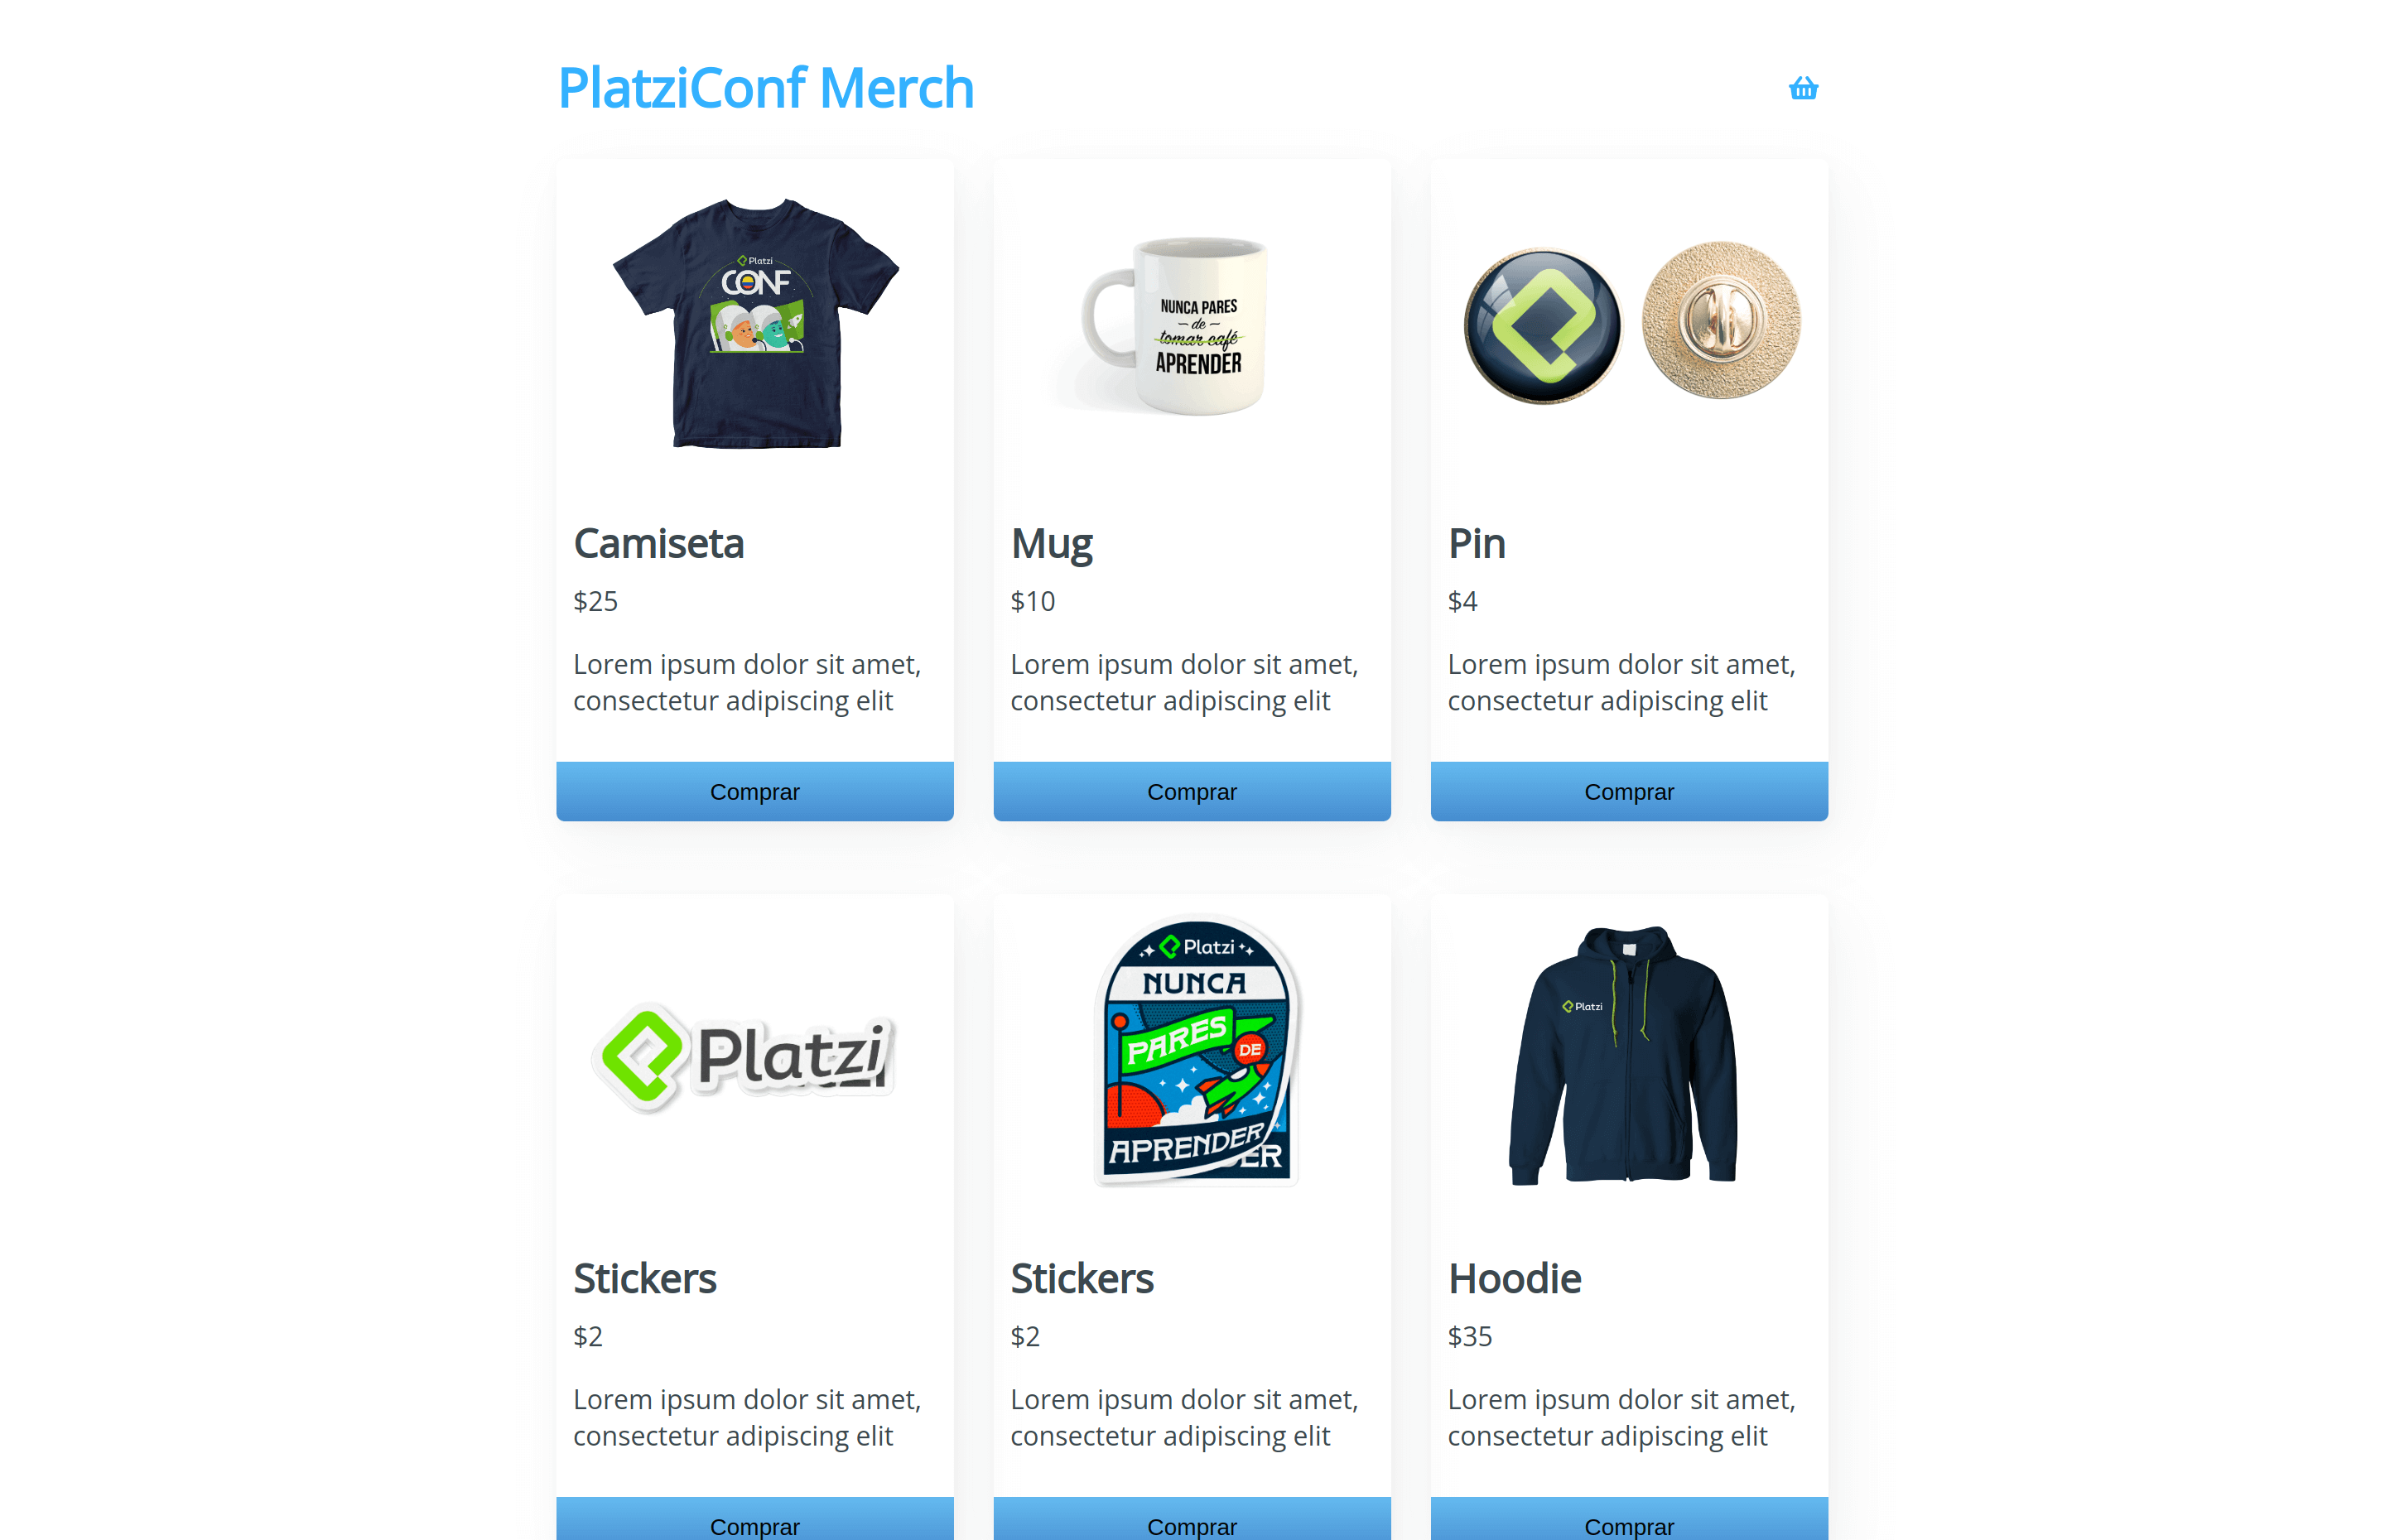 PlatziConf Merch
Platzi
CONF
NUNCA PARES
de
tomar café
APRENDER
Camiseta
$25
Lorem ipsum dolor sit amet,
consectetur adipiscing elit
Comprar
Mug
$10
Lorem ipsum dolor sit amet,
consectetur adipiscing elit
Comprar
Pin
$4
Lorem ipsum dolor sit amet,
consectetur adipiscing elit
Comprar
Platzi
Platzi
NUNCA
PARES
DE
APRENDER
Platzi
Stickers
$2
Lorem ipsum dolor sit amet,
consectetur adipiscing elit
Comprar
Stickers
$2
Lorem ipsum dolor sit amet,
consectetur adipiscing elit
Comprar
Hoodie
$35
Lorem ipsum dolor sit amet,
consectetur adipiscing elit
Comprar